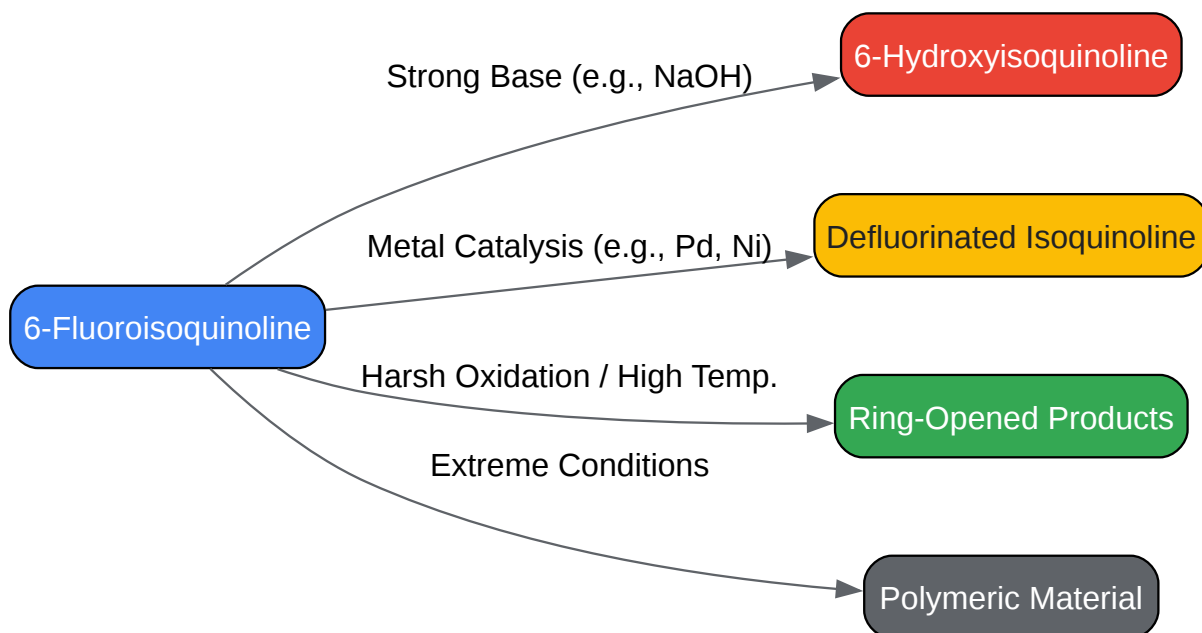 6-Hydroxyisoquinoline
Strong Base (e.g., NaOH)
Defluorinated Isoquinoline
Metal Catalysis (e.g., Pd, Ni)
6-Fluoroisoquinoline
Harsh Oxidation / High Temp.
Ring-Opened Products
Extreme Conditions
Polymeric Material